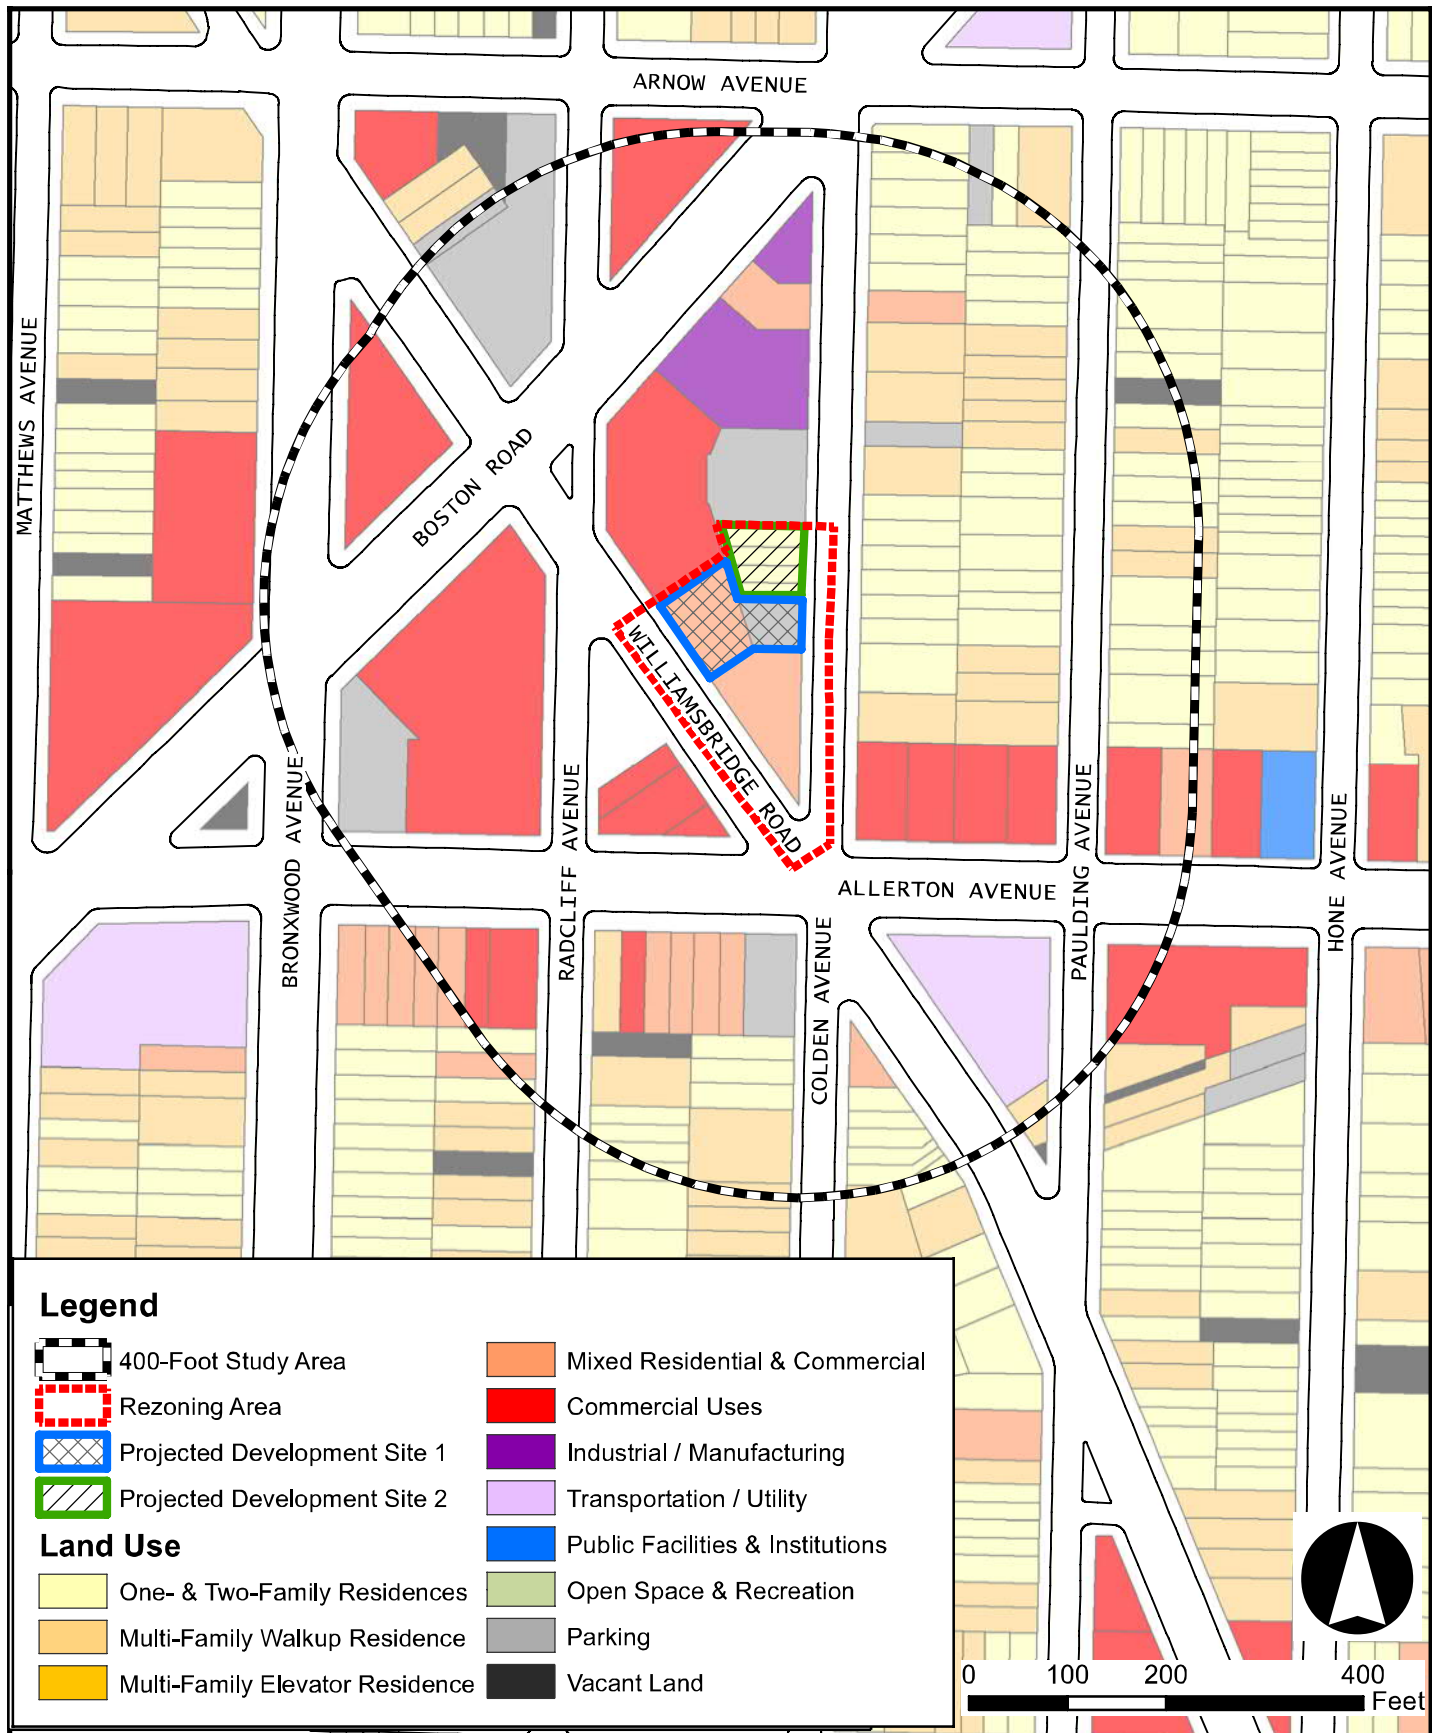 ARNOW AVENUE
MATTHEWS AVENUE
BOSTON ROAD
WILLIAMSBRIDGE ROAD
BRONXWOOD AVENUE
RADCLIFF AVENUE
COLDEN AVENUE
ALLERTON AVENUE
PAULDING AVENUE
HONE AVENUE
Legend
400-Foot Study Area
Rezoning Area
Projected Development Site 1
Projected Development Site 2
Land Use
One- & Two-Family Residences
Multi-Family Walkup Residence
Multi-Family Elevator Residence
Mixed Residential & Commercial
Commercial Uses
Industrial / Manufacturing
Transportation / Utility
Public Facilities & Institutions
Open Space & Recreation
Parking
Vacant Land
0 100 200 400
Feet